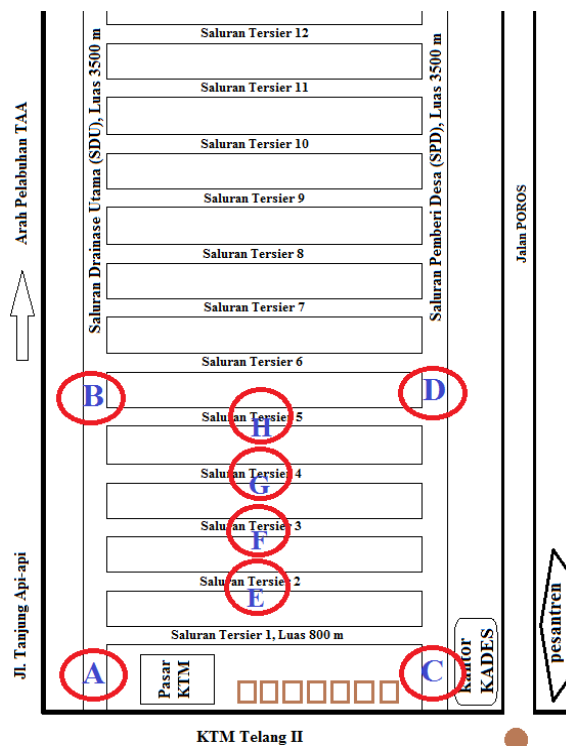 Saluran Tersier 12
Saluran Tersier 11
Saluran Tersier 10
Saluran Tersier 9
Saluran Tersier 8
Saluran Tersier 7
Saluran Tersier 6
Saluran Tersier 5
Saluran Tersier 4
Saluran Tersier 3
Saluran Tersier 2
Saluran Tersier 1, Luas 800 m
Arah Pelabuhan TAA
Jl. Tanjung Api-api
Saluran Drainase Utama (SDU), Luas 3500 m
Saluran Pemberi Desa (SPD), Luas 3500 m
Jalan POROS
B
D
H
G
F
E
A
C
Pasar
KTM
Kantor
KADES
pesantren
KTM Telang II